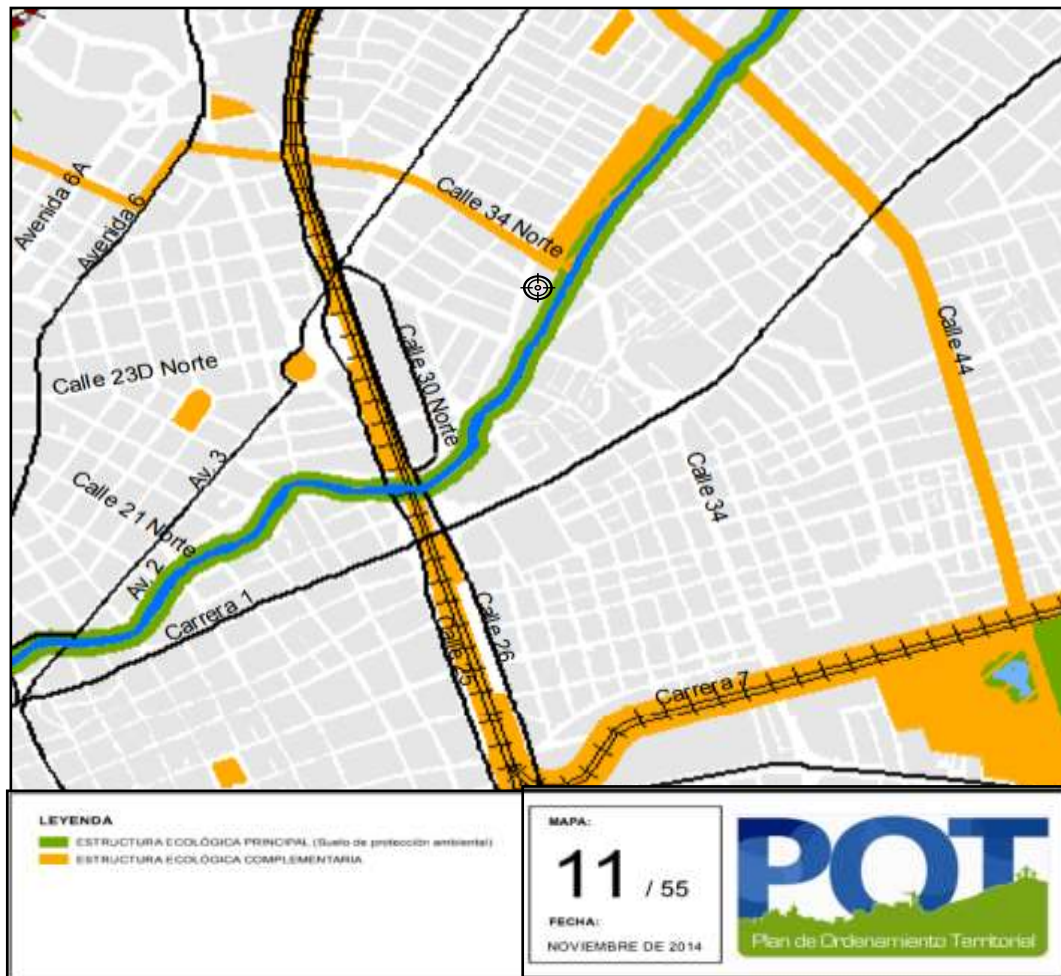 Avenida 6A
Avenida 6
Calle 34 Norte
Calle 30 Norte
Calle 23D Norte
Calle 44
Av. 3
Calle 21 Norte
Calle 34
Av. 2
Carrera 1
Calle 25
Calle 26
Carrera 7
LEYENDA
ESTRUCTURA ECOLÓGICA PRINCIPAL (Suelo de protección ambiental)
ESTRUCTURA ECOLÓGICA COMPLEMENTARIA
MAPA:
11 / 55
FECHA:
NOVIEMBRE DE 2014
POT
Plan de Ordenamiento Territorial